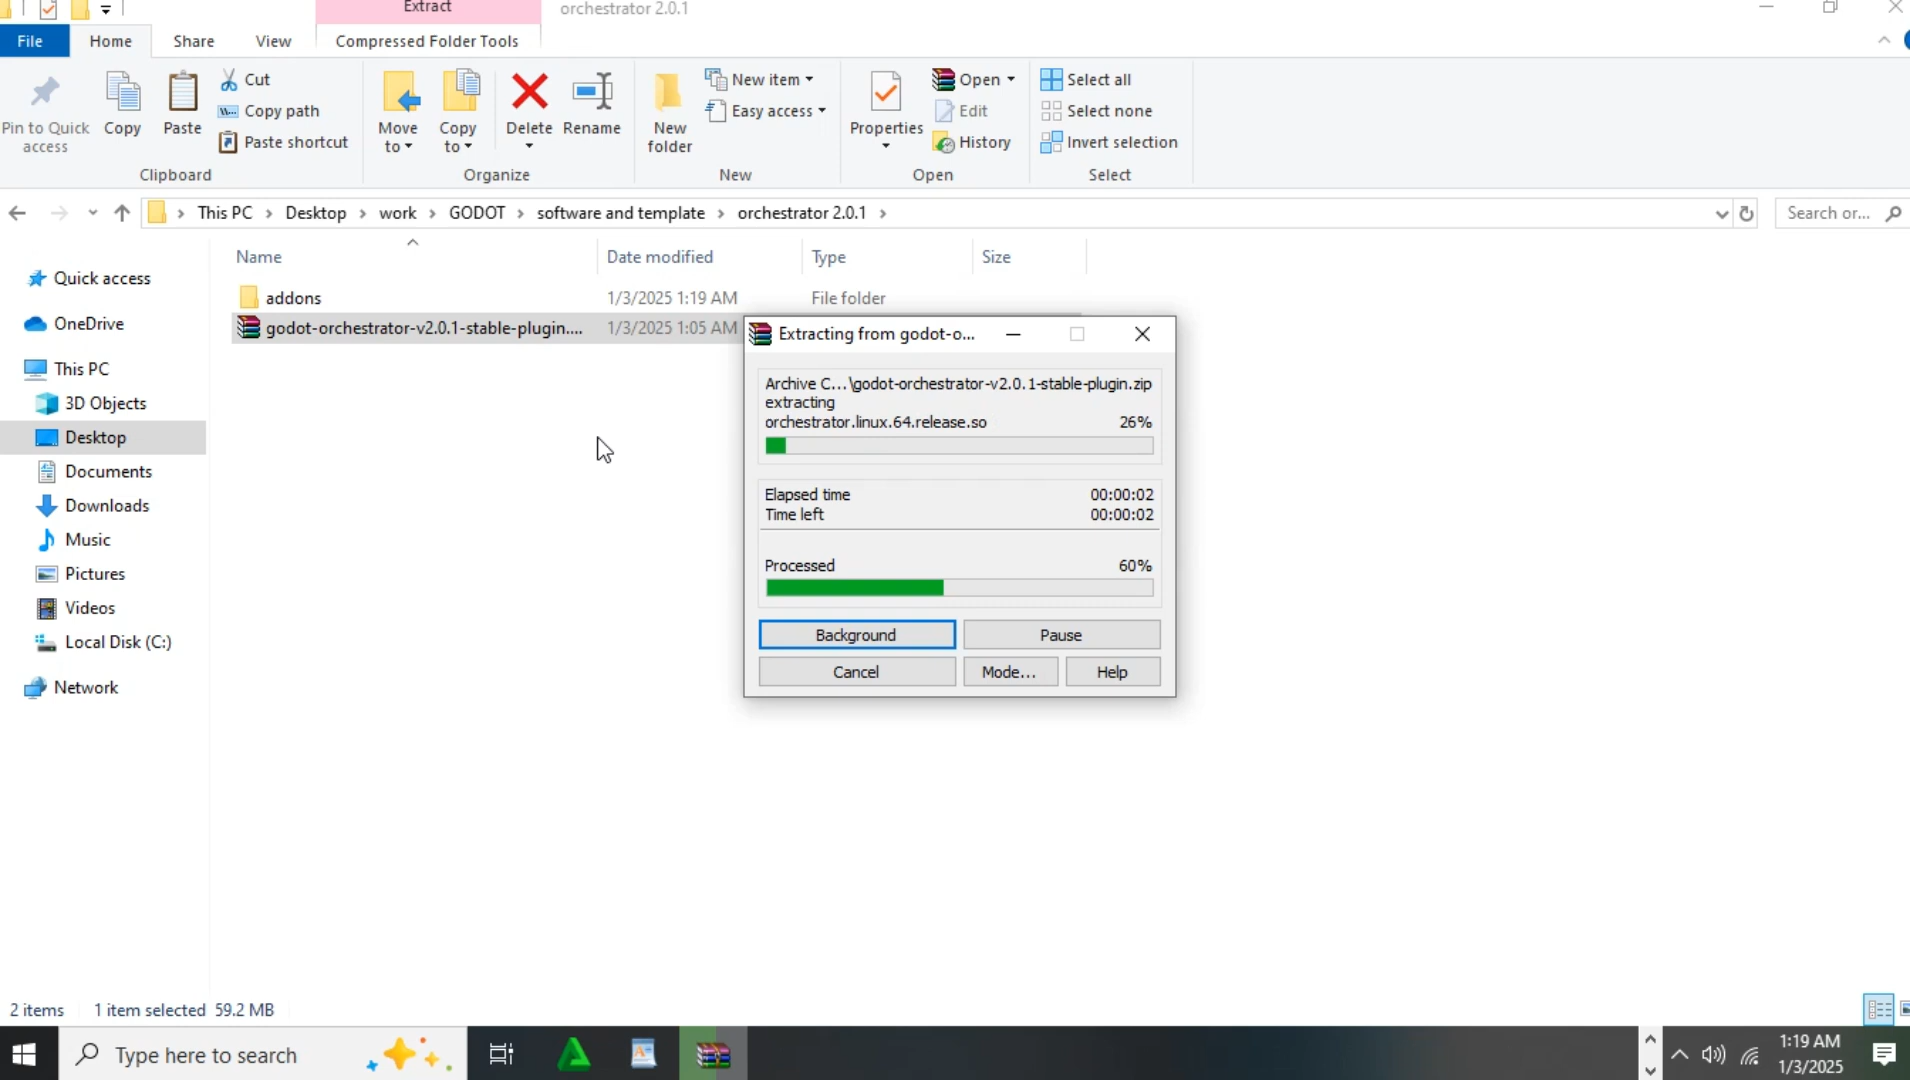 Extract
orchestrator 2.0.1
File
Home
Share
View
Compressed Folder Tools
Pin to Quick
access
Copy
Paste
Cut
Copy path
Paste shortcut
Clipboard
Move
to
Copy
to
Delete
Rename
Organize
New
folder
New item
Easy access
New
Properties
Open
Edit
History
Open
Select all
Select none
Invert selection
Select
This PC > Desktop > work > GODOT > software and template > orchestrator 2.0.1 >
Search or...
Name
Date modified
Type
Size
addons
1/3/2025 1:19 AM
File folder
godot-orchestrator-v2.0.1-stable-plugin....
1/3/2025 1:05 AM
Quick access
OneDrive
This PC
3D Objects
Desktop
Documents
Downloads
Music
Pictures
Videos
Local Disk (C:)
Network
Extracting from godot-o...
Archive C...\godot-orchestrator-v2.0.1-stable-plugin.zip
extracting
orchestrator.linux.64.release.so 26%
Elapsed time 00:00:02
Time left 00:00:02
Processed 60%
Background
Pause
Cancel
Mode...
Help
2 items 1 item selected 59.2 MB
Type here to search
1:19 AM
1/3/2025